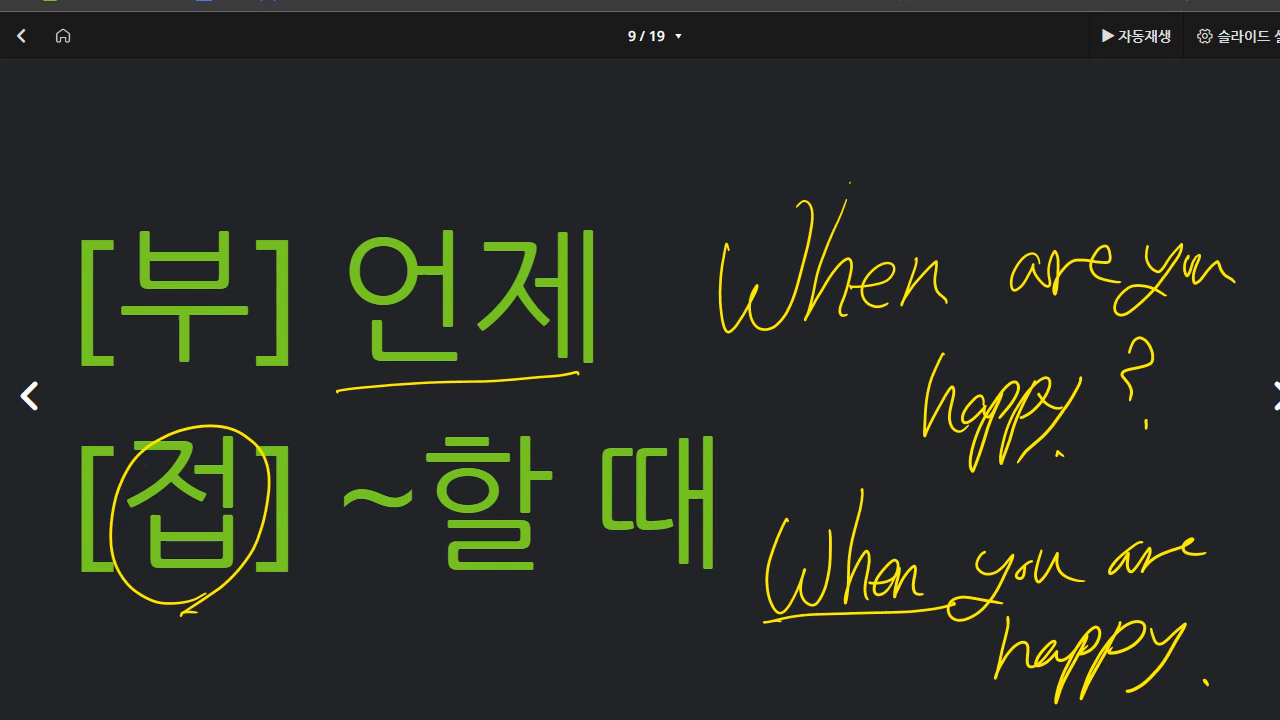 9 / 19
자동재생
슬라이드
[부] 언제
[접] ~할 때
When are you
happy?
When you are
happy.